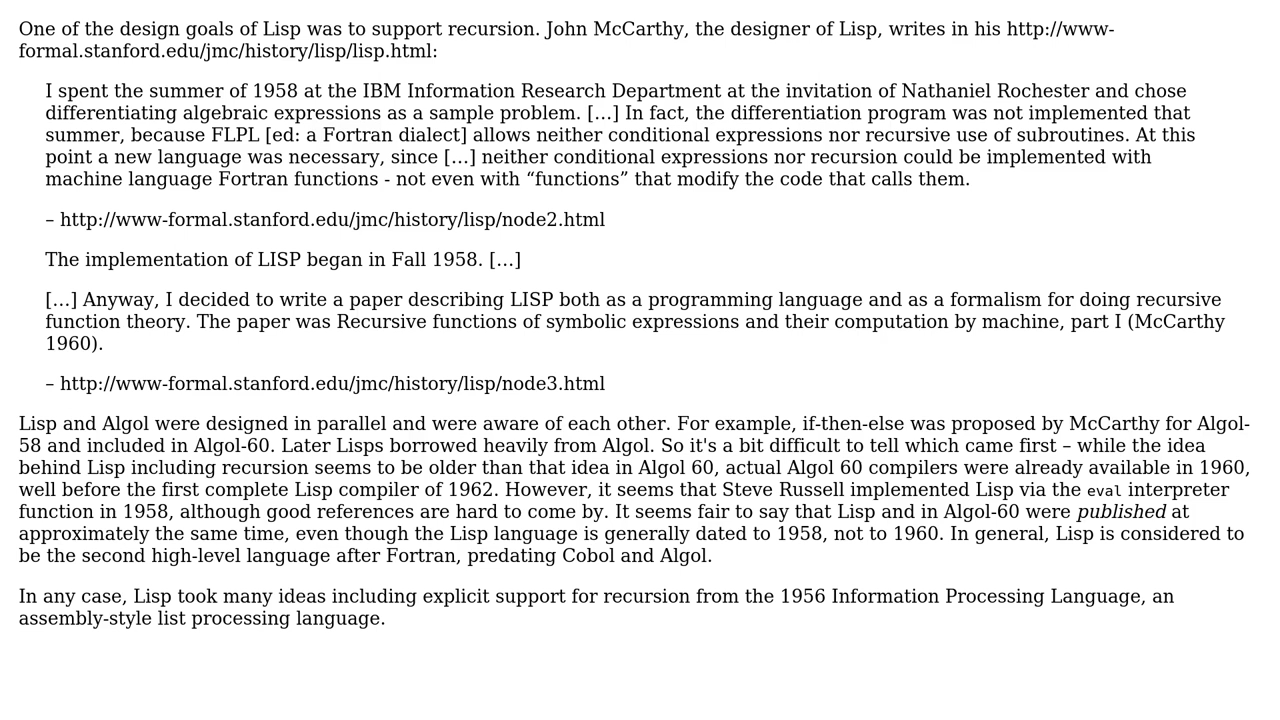 One of the design goals of Lisp was to support recursion. John McCarthy, the designer of Lisp, writes in his http://www-
formal.stanford.edu/jmc/history/lisp/lisp.html:
I spent the summer of 1958 at the IBM Information Research Department at the invitation of Nathaniel Rochester and chose
differentiating algebraic expressions as a sample problem. […] In fact, the differentiation program was not implemented that
summer, because FLPL [ed: a Fortran dialect] allows neither conditional expressions nor recursive use of subroutines. At this
point a new language was necessary, since […] neither conditional expressions nor recursion could be implemented with
machine language Fortran functions - not even with “functions” that modify the code that calls them.
– http://www-formal.stanford.edu/jmc/history/lisp/node2.html
The implementation of LISP began in Fall 1958. […]
[…] Anyway, I decided to write a paper describing LISP both as a programming language and as a formalism for doing recursive
function theory. The paper was Recursive functions of symbolic expressions and their computation by machine, part I (McCarthy
1960).
– http://www-formal.stanford.edu/jmc/history/lisp/node3.html
Lisp and Algol were designed in parallel and were aware of each other. For example, if-then-else was proposed by McCarthy for Algol-
58 and included in Algol-60. Later Lisps borrowed heavily from Algol. So it's a bit difficult to tell which came first – while the idea
behind Lisp including recursion seems to be older than that idea in Algol 60, actual Algol 60 compilers were already available in 1960,
well before the first complete Lisp compiler of 1962. However, it seems that Steve Russell implemented Lisp via the eval interpreter
function in 1958, although good references are hard to come by. It seems fair to say that Lisp and in Algol-60 were published at
approximately the same time, even though the Lisp language is generally dated to 1958, not to 1960. In general, Lisp is considered to
be the second high-level language after Fortran, predating Cobol and Algol.
In any case, Lisp took many ideas including explicit support for recursion from the 1956 Information Processing Language, an
assembly-style list processing language.